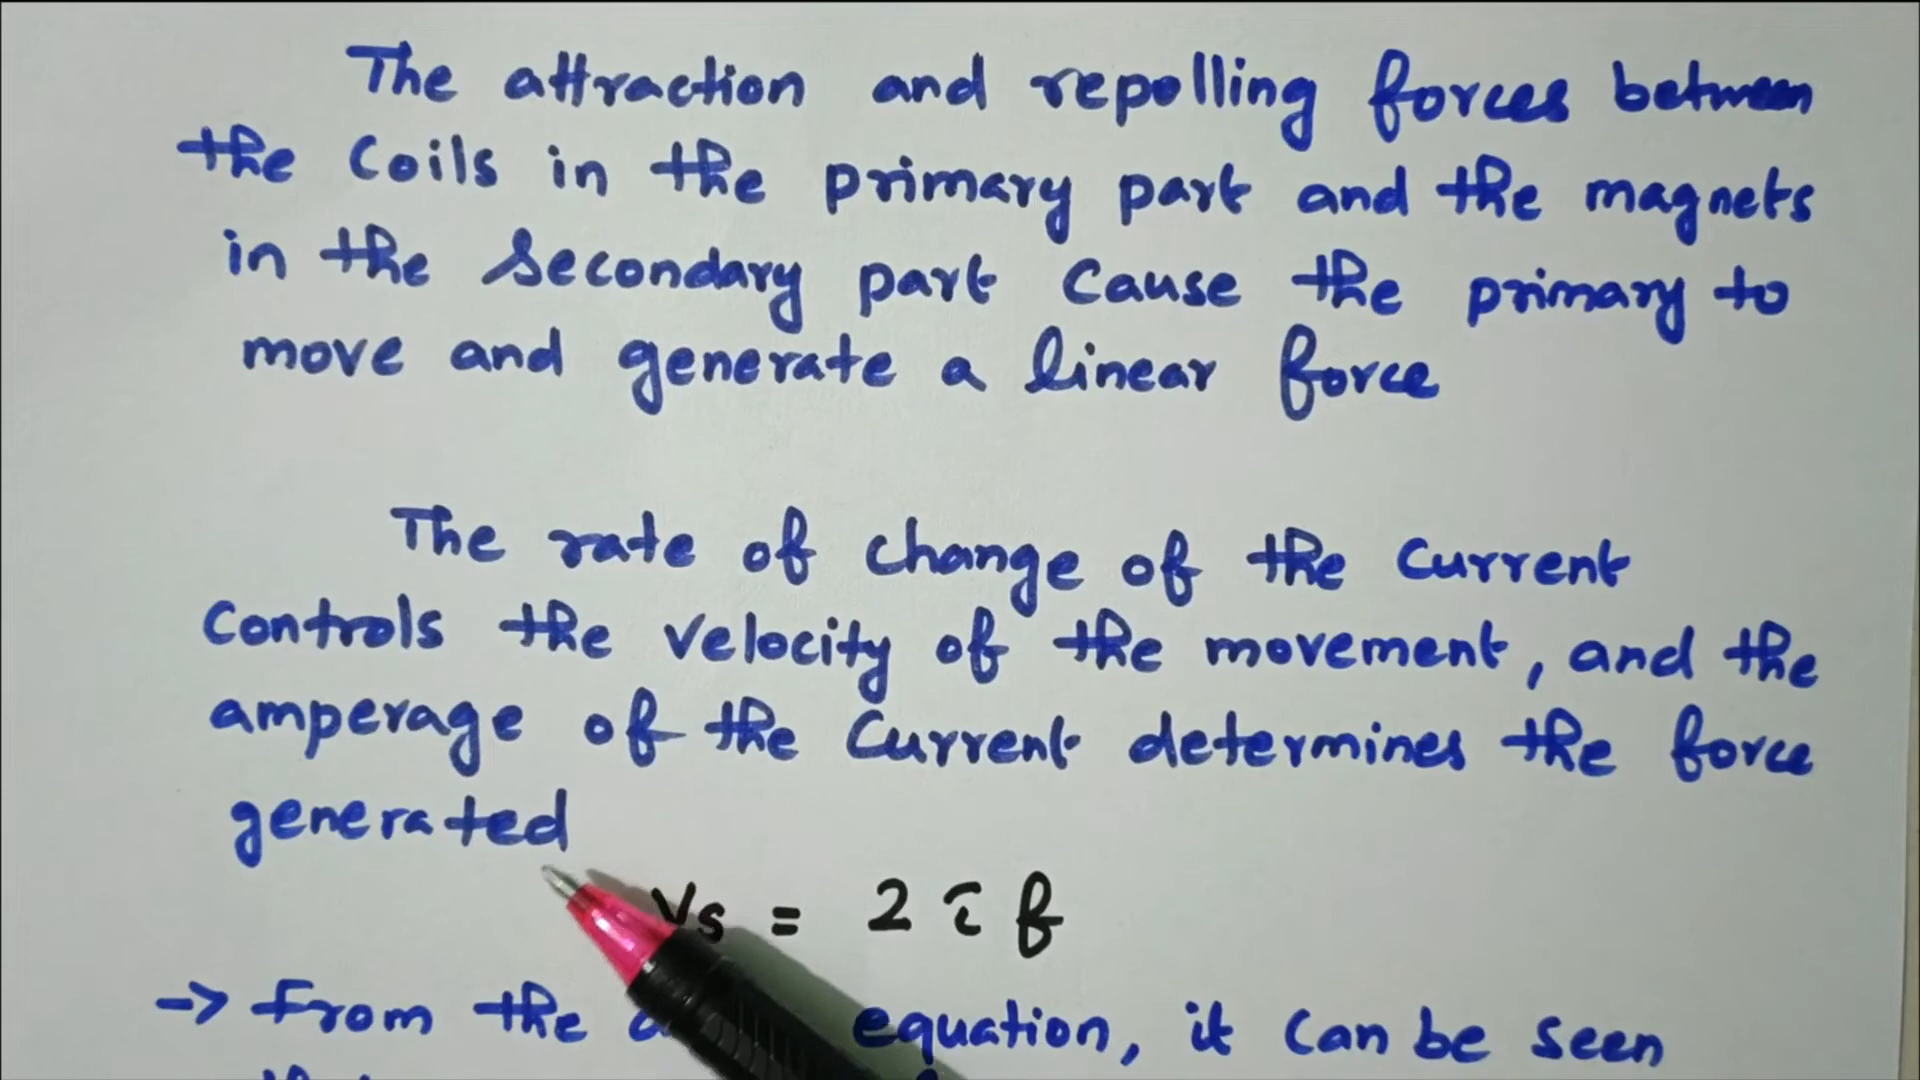 The attraction and repolling forces between
the coils in the primary part and the magnets
in the secondary part cause the primary to
move and generate a linear force
The rate of change of the current
controls the velocity of the movement, and the
amperage of the current determines the force
generated
Vs = 2 τ f
-> From the equation, it can be seen